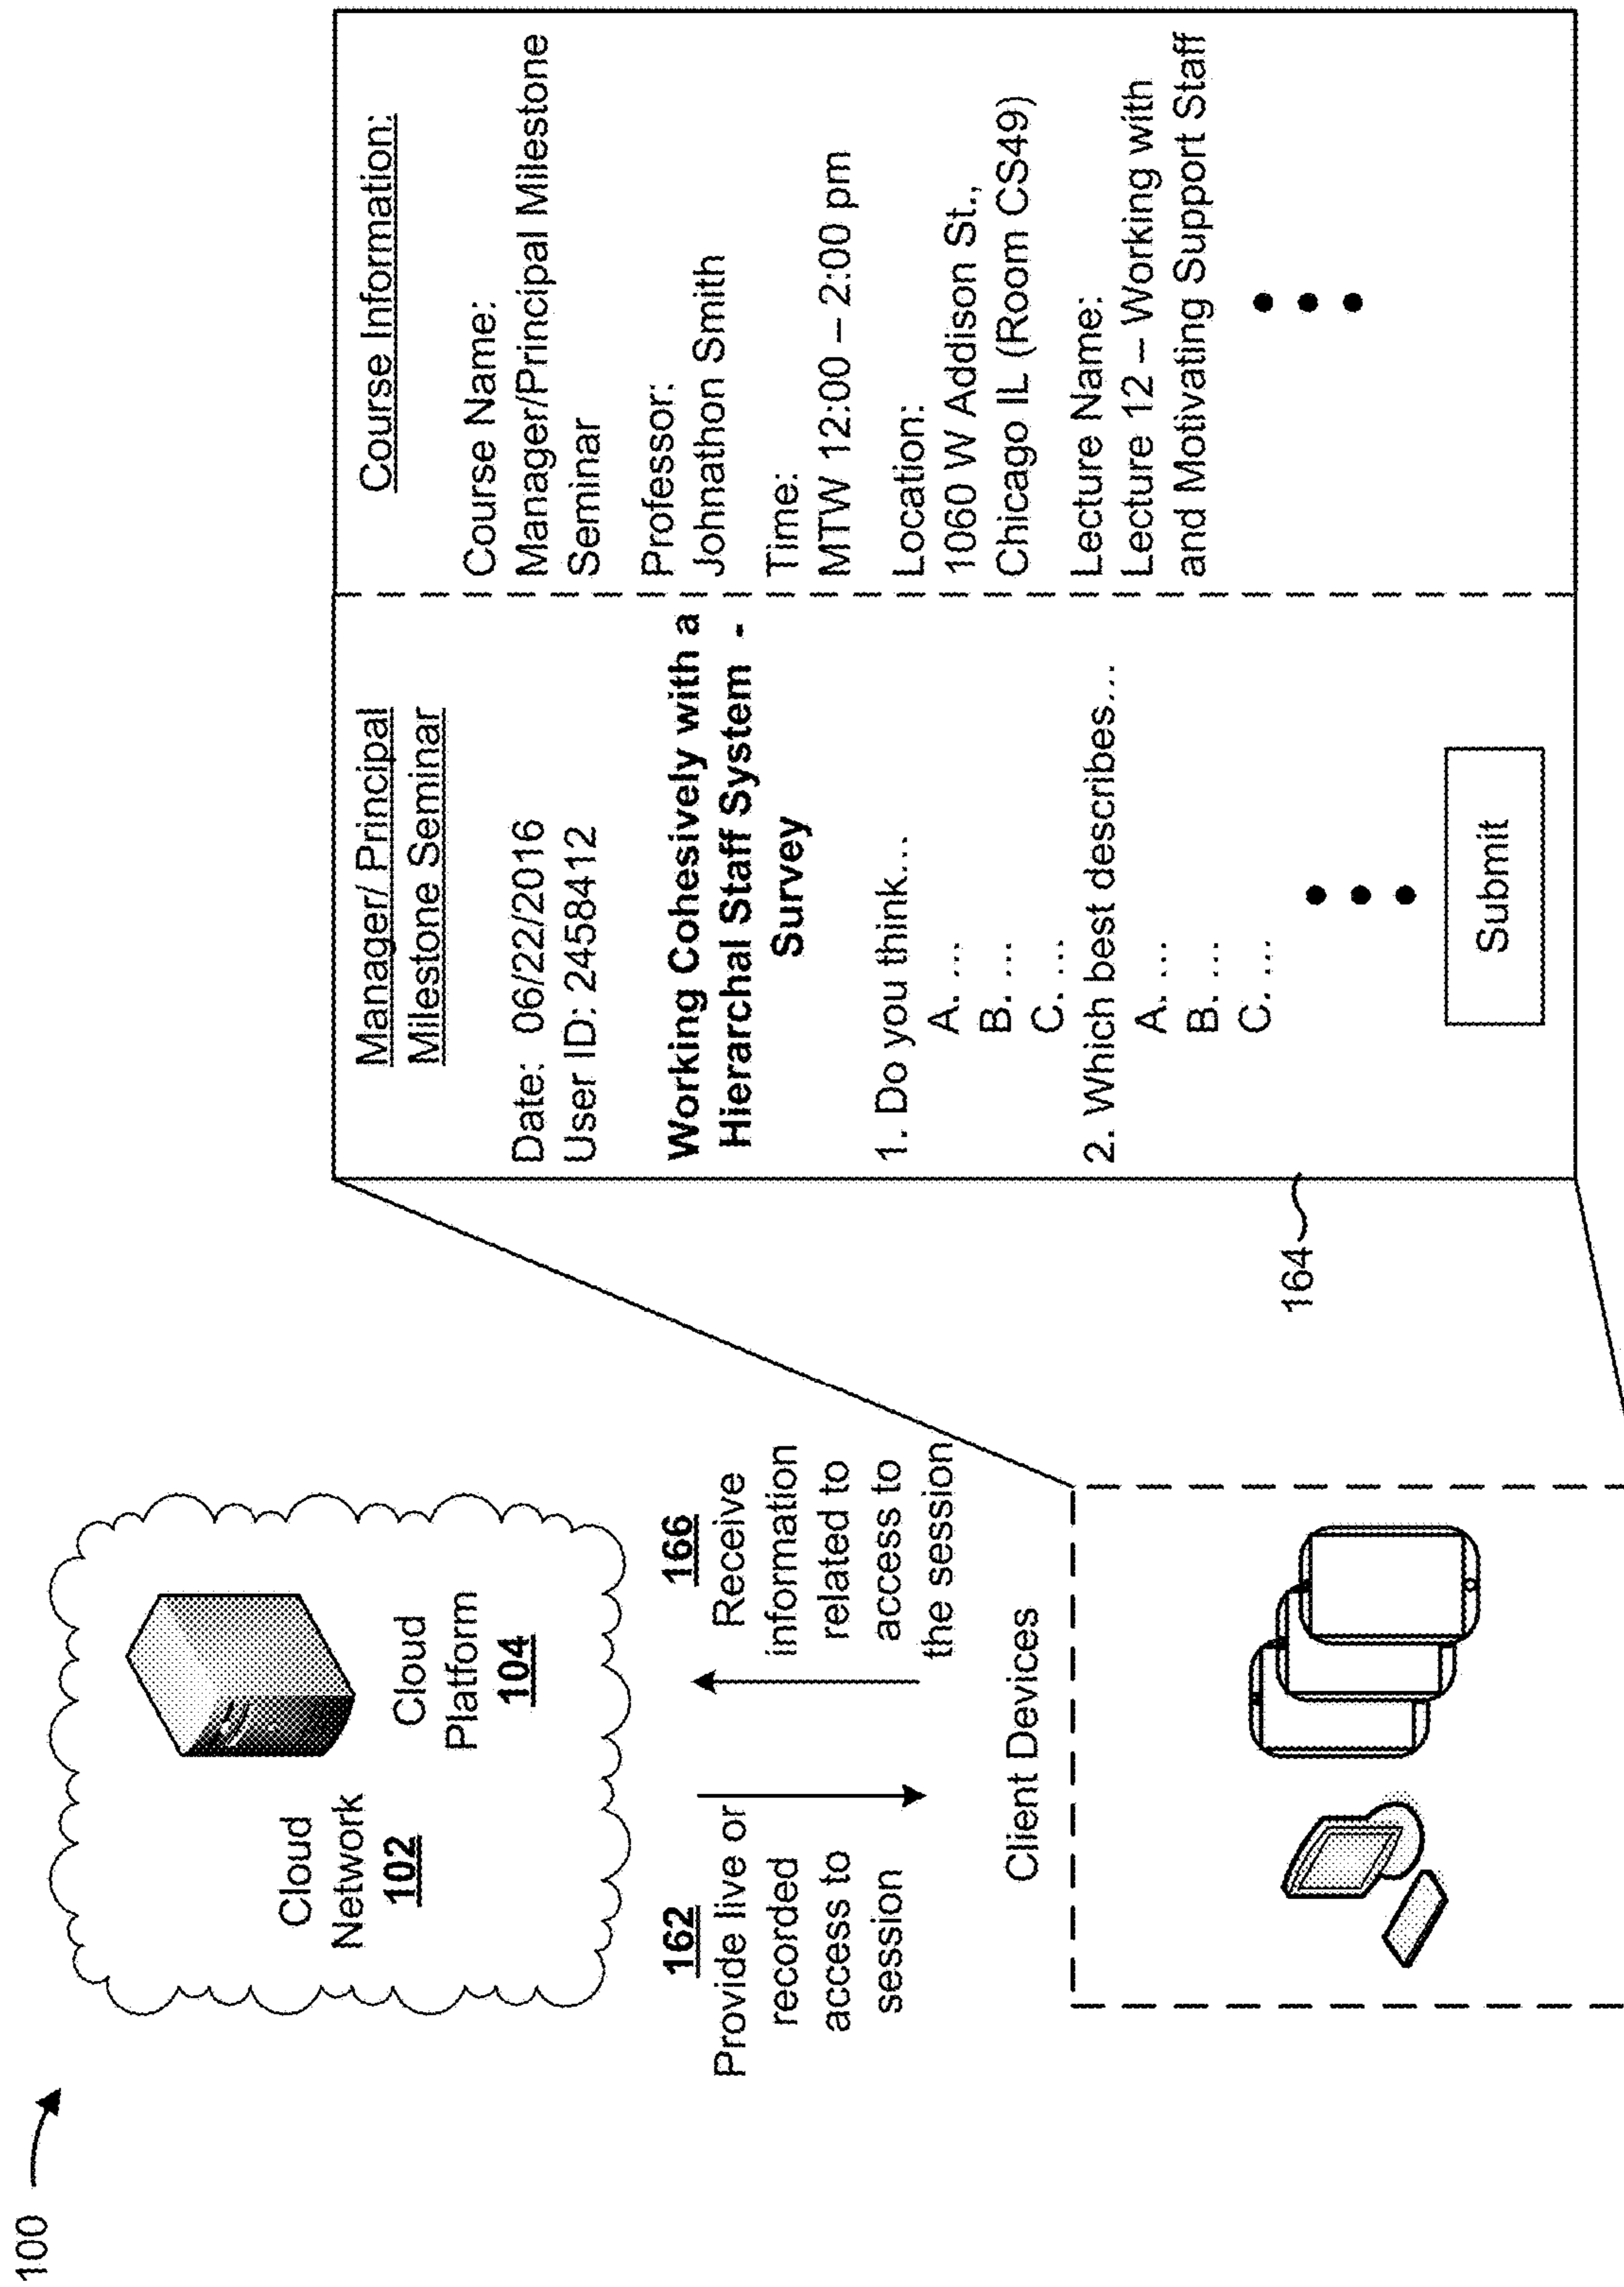 100
Cloud
Network
102
Cloud
Platform
104
162
Provide live or
recorded
access to
session
166
Receive
information
related to
access to
the session
Client Devices
164
Manager/ Principal
Milestone Seminar
Date: 06/22/2016
User ID: 2458412
Working Cohesively with a
Hierarchal Staff System -
Survey
1. Do you think...
A. ...
B. ...
C. ...
2. Which best describes...
A. ...
B. ...
C. ...
Submit
Course Information:
Course Name:
Manager/Principal Milestone
Seminar
Professor:
Johnathon Smith
Time:
MTW 12:00 – 2:00 pm
Location:
1060 W Addison St.,
Chicago IL (Room CS49)
Lecture Name:
Lecture 12 – Working with
and Motivating Support Staff